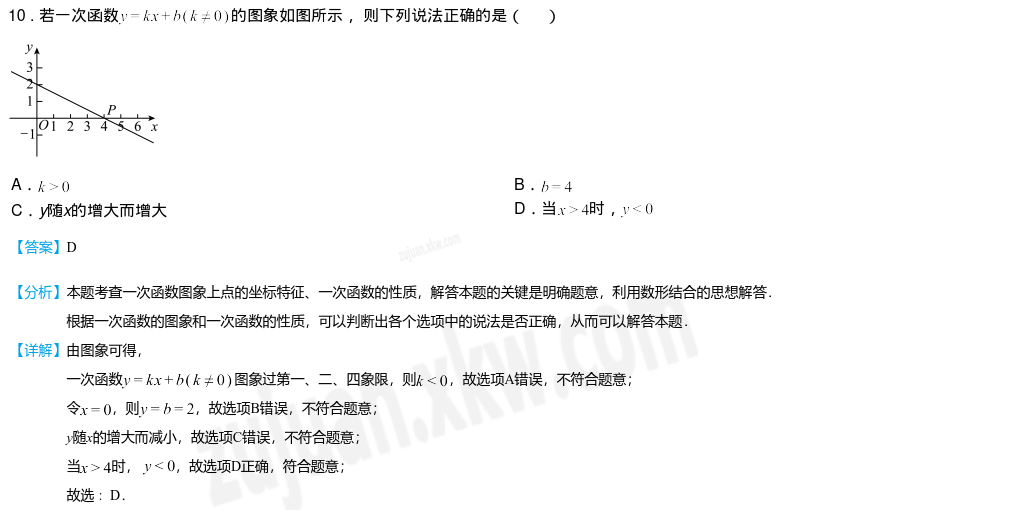 10．若一次函数y=kx+b(k≠0)的图象如图所示，则下列说法正确的是（　　）
y
3
2
1
P
O 1 2 3 4 5 6 x
−1
A．k>0
B．b=4
C．y随x的增大而增大
D．当x>4时，y<0
【答案】D
zujuan.xkw.com
【分析】本题考查一次函数图象上点的坐标特征、一次函数的性质，解答本题的关键是明确题意，利用数形结合的思想解答．
根据一次函数的图象和一次函数的性质，可以判断出各个选项中的说法是否正确，从而可以解答本题．
【详解】由图象可得，
一次函数y=kx+b(k≠0)图象过第一、二、四象限，则k<0，故选项A错误，不符合题意；
令x=0，则y=b=2，故选项B错误，不符合题意；
y随x的增大而减小，故选项C错误，不符合题意；
当x>4时， y<0，故选项D正确，符合题意；
故选：D．
zujuan.xkw.com